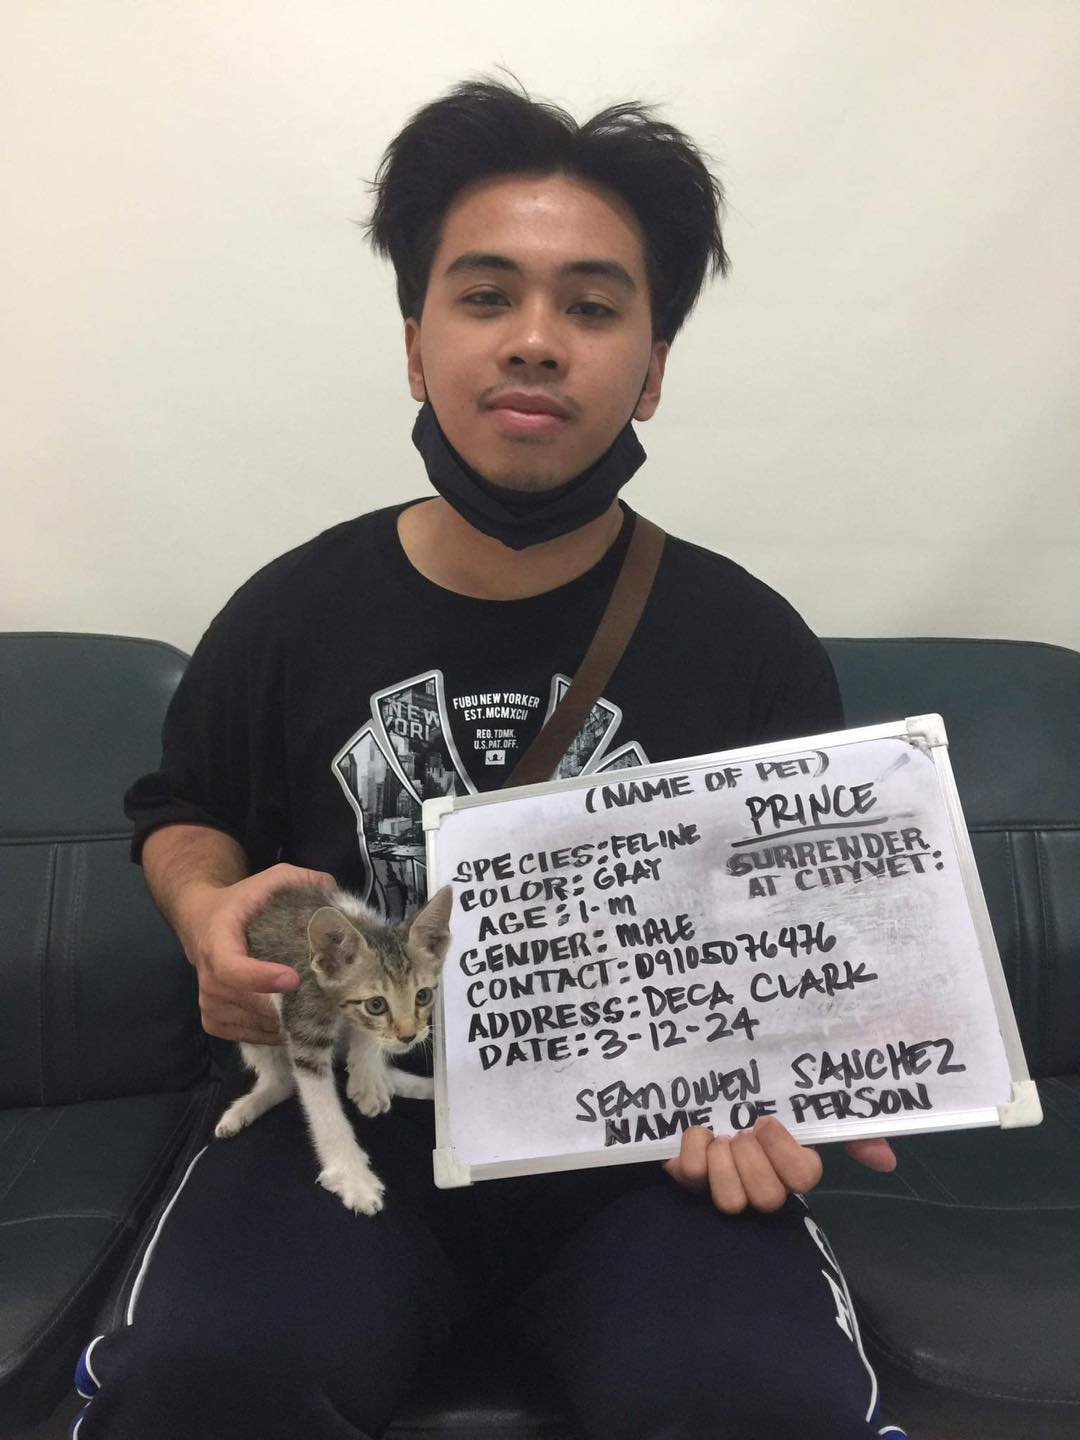 NEW
YORK
FUBU NEW YORKER
EST. MCMXCII
REG. TDMK.
U.S. PAT. OFF.
(NAME OF PET)
PRINCE
SURRENDER
AT CITYVET:
SPECIES: FELINE
COLOR: GRAY
AGE: 1-M
GENDER: MALE
CONTACT: 09105076476
ADDRESS: DECA CLARK
DATE: 3-12-24
SEAN OWEN SANCHEZ
NAME OF PERSON